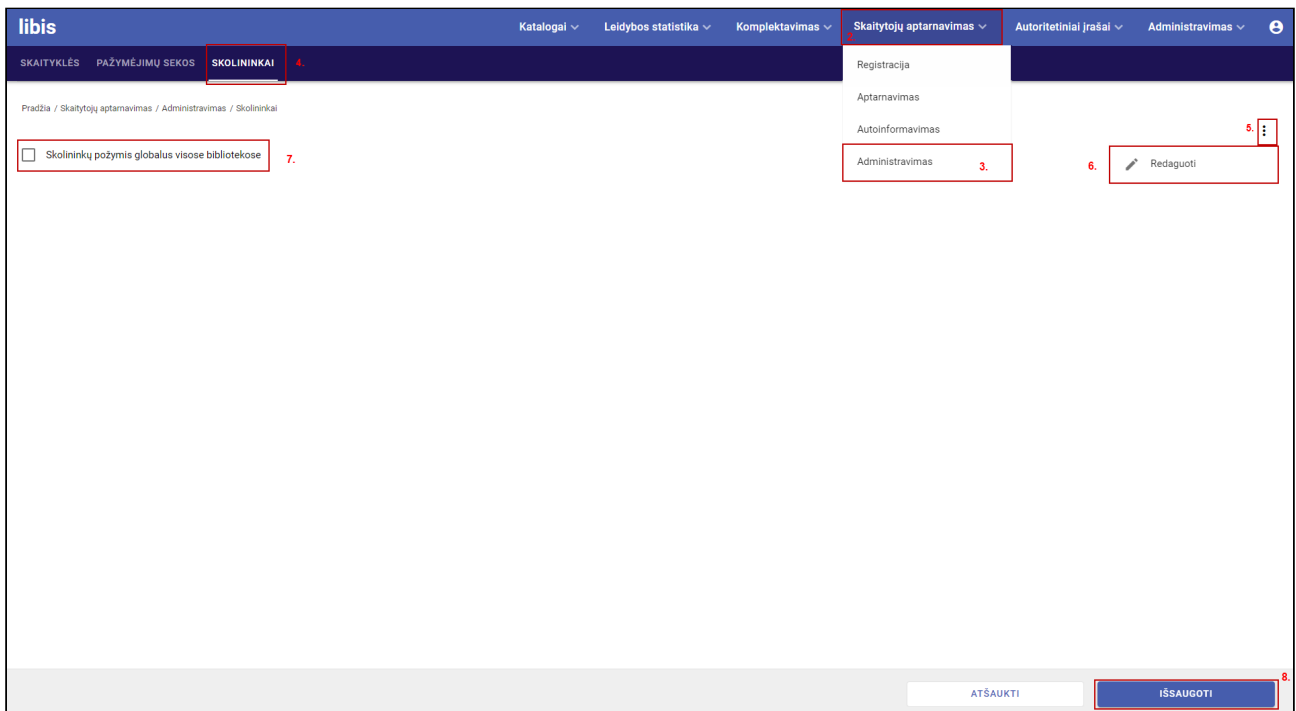 libis Katalogai Leidybos statistika Komplektavimas Skaitytojų aptarnavimas Autoritetiniai įrašai Administravimas
SKAITYKLĖS PAŽYMĖJIMŲ SEKOS SKOLININKAI 4.
Registracija
Pradžia / Skaitytojų aptarnavimas / Administravimas / Skolininkai
Aptarnavimas
Autoinformavimas
5.
Skolininkų požymis globalus visose bibliotekose 7.
Administravimas 3.
6. Redaguoti
8.
ATŠAUKTI IŠSAUGOTI